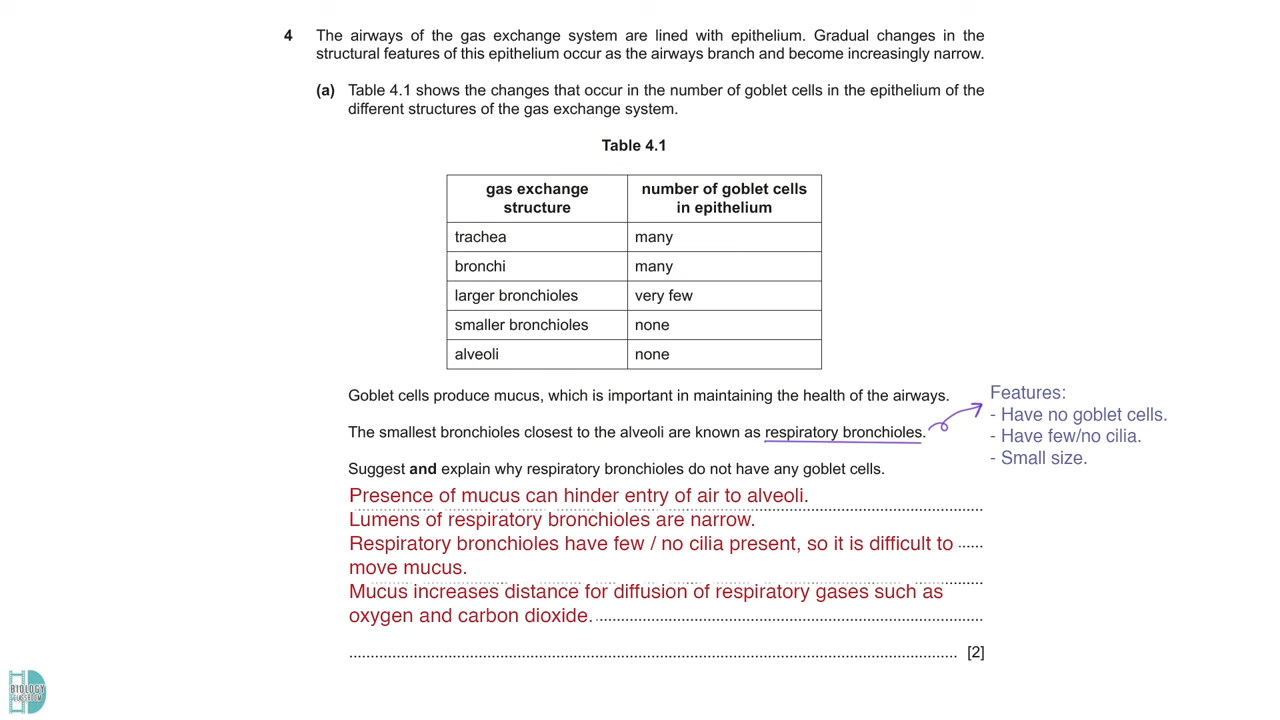 4 The airways of the gas exchange system are lined with epithelium. Gradual changes in the
structural features of this epithelium occur as the airways branch and become increasingly narrow.
(a) Table 4.1 shows the changes that occur in the number of goblet cells in the epithelium of the
different structures of the gas exchange system.
Table 4.1
gas exchange structure | number of goblet cells in epithelium
trachea | many
bronchi | many
larger bronchioles | very few
smaller bronchioles | none
alveoli | none
Goblet cells produce mucus, which is important in maintaining the health of the airways.
The smallest bronchioles closest to the alveoli are known as respiratory bronchioles.
Features:
- Have no goblet cells.
- Have few/no cilia.
- Small size.
Suggest and explain why respiratory bronchioles do not have any goblet cells.
Presence of mucus can hinder entry of air to alveoli.
Lumens of respiratory bronchioles are narrow.
Respiratory bronchioles have few / no cilia present, so it is difficult to
move mucus.
Mucus increases distance for diffusion of respiratory gases such as
oxygen and carbon dioxide.
[2]
BIOLOGY
CLASSROOM